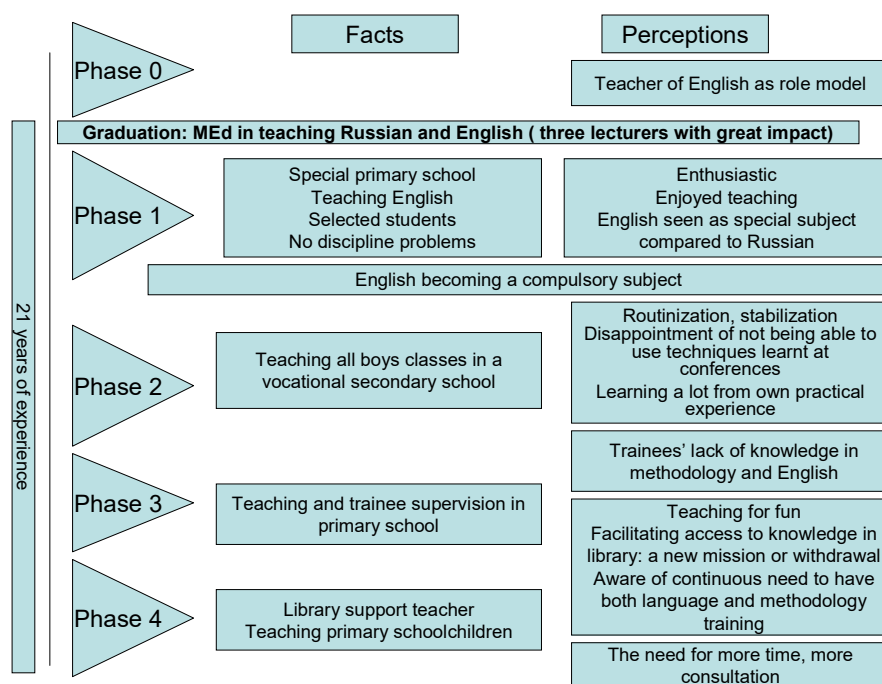 Facts
Perceptions
Phase 0
Teacher of English as role model
Graduation: MEd in teaching Russian and English ( three lecturers with great impact)
21 years of experience
Phase 1
Special primary school
Teaching English
Selected students
No discipline problems
Enthusiastic
Enjoyed teaching
English seen as special subject
compared to Russian
English becoming a compulsory subject
Phase 2
Teaching all boys classes in a
vocational secondary school
Routinization, stabilization
Disappointment of not being able to
use techniques learnt at
conferences
Learning a lot from own practical
experience
Trainees’ lack of knowledge in
methodology and English
Phase 3
Teaching and trainee supervision in
primary school
Teaching for fun
Facilitating access to knowledge in
library: a new mission or withdrawal
Aware of continuous need to have
both language and methodology
training
Phase 4
Library support teacher
Teaching primary schoolchildren
The need for more time, more
consultation